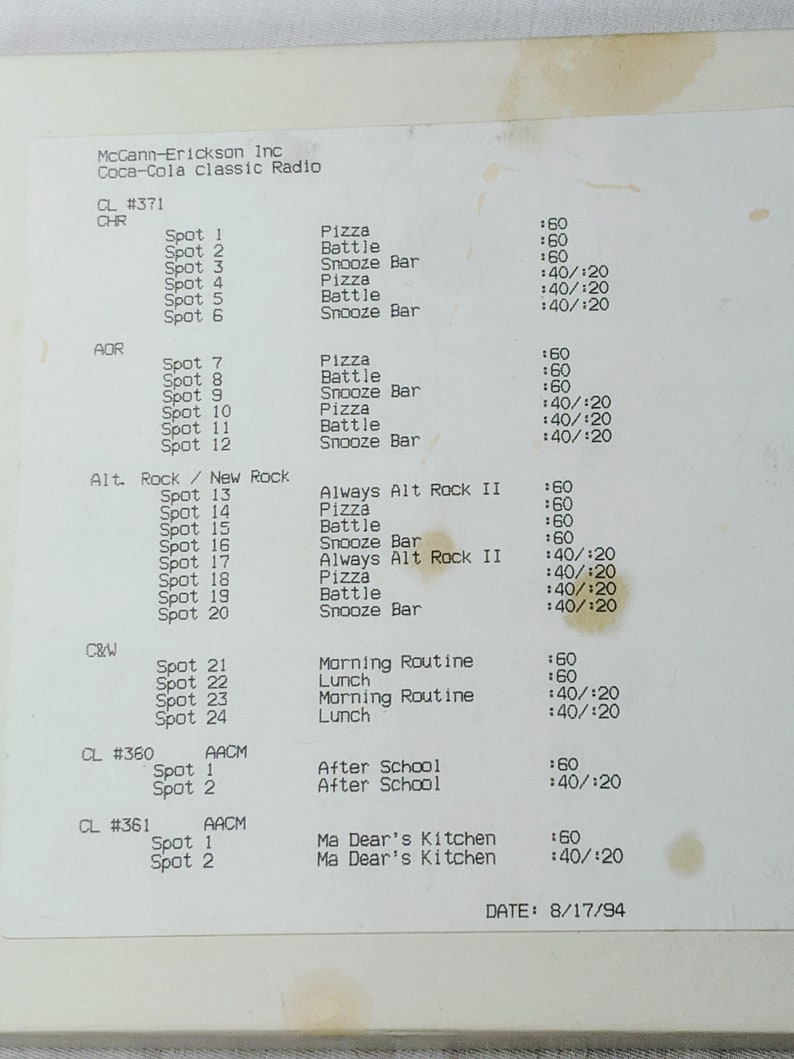 McCann-Erickson Inc
Coca-Cola classic Radio
CL #371
CHR
Spot 1 Pizza :60
Spot 2 Battle :60
Spot 3 Snooze Bar :60
Spot 4 Pizza :40/:20
Spot 5 Battle :40/:20
Spot 6 Snooze Bar :40/:20
AOR
Spot 7 Pizza :60
Spot 8 Battle :60
Spot 9 Snooze Bar :60
Spot 10 Pizza :40/:20
Spot 11 Battle :40/:20
Spot 12 Snooze Bar :40/:20
Alt. Rock / New Rock
Spot 13 Always Alt Rock II :60
Spot 14 Pizza :60
Spot 15 Battle :60
Spot 16 Snooze Bar :60
Spot 17 Always Alt Rock II :40/:20
Spot 18 Pizza :40/:20
Spot 19 Battle :40/:20
Spot 20 Snooze Bar :40/:20
C&W
Spot 21 Morning Routine :60
Spot 22 Lunch :60
Spot 23 Morning Routine :40/:20
Spot 24 Lunch :40/:20
CL #360 AACM
Spot 1 After School :60
Spot 2 After School :40/:20
CL #361 AACM
Spot 1 Ma Dear's Kitchen :60
Spot 2 Ma Dear's Kitchen :40/:20
DATE: 8/17/94